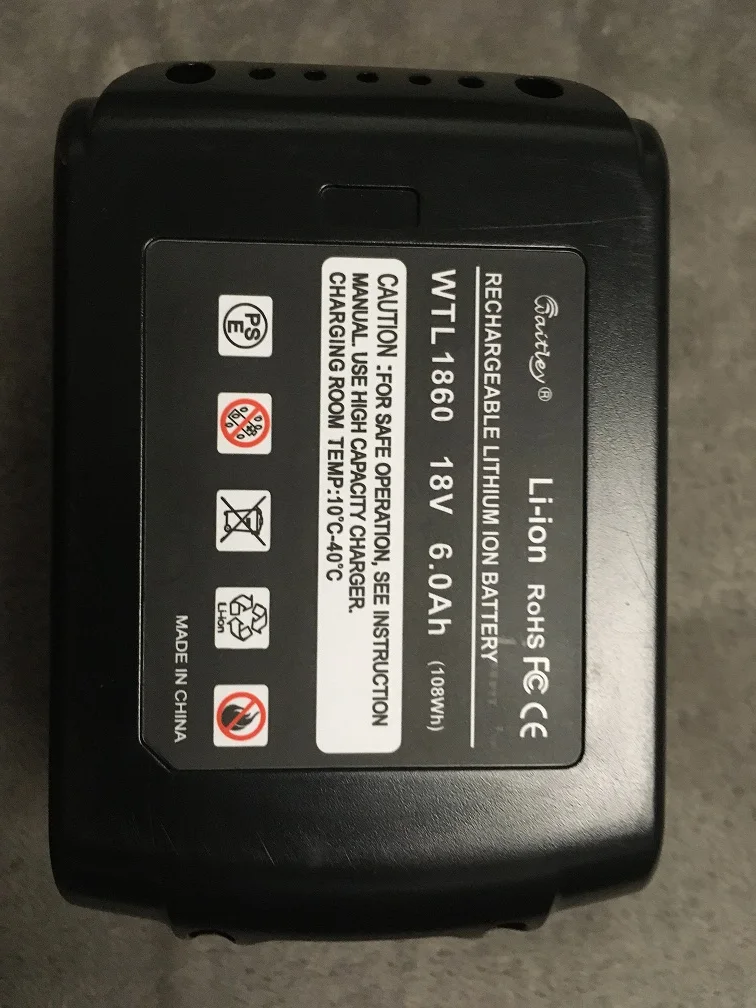 Waitley® Li-ion RoHS FC CE
RECHARGEABLE LITHIUM ION BATTERY
WTL1860 18V 6.0Ah (108Wh)
CAUTION :FOR SAFE OPERATION, SEE INSTRUCTION
MANUAL. USE HIGH CAPACITY CHARGER.
CHARGING ROOM TEMP:10°C-40°C
PS
E
Li-ion
MADE IN CHINA